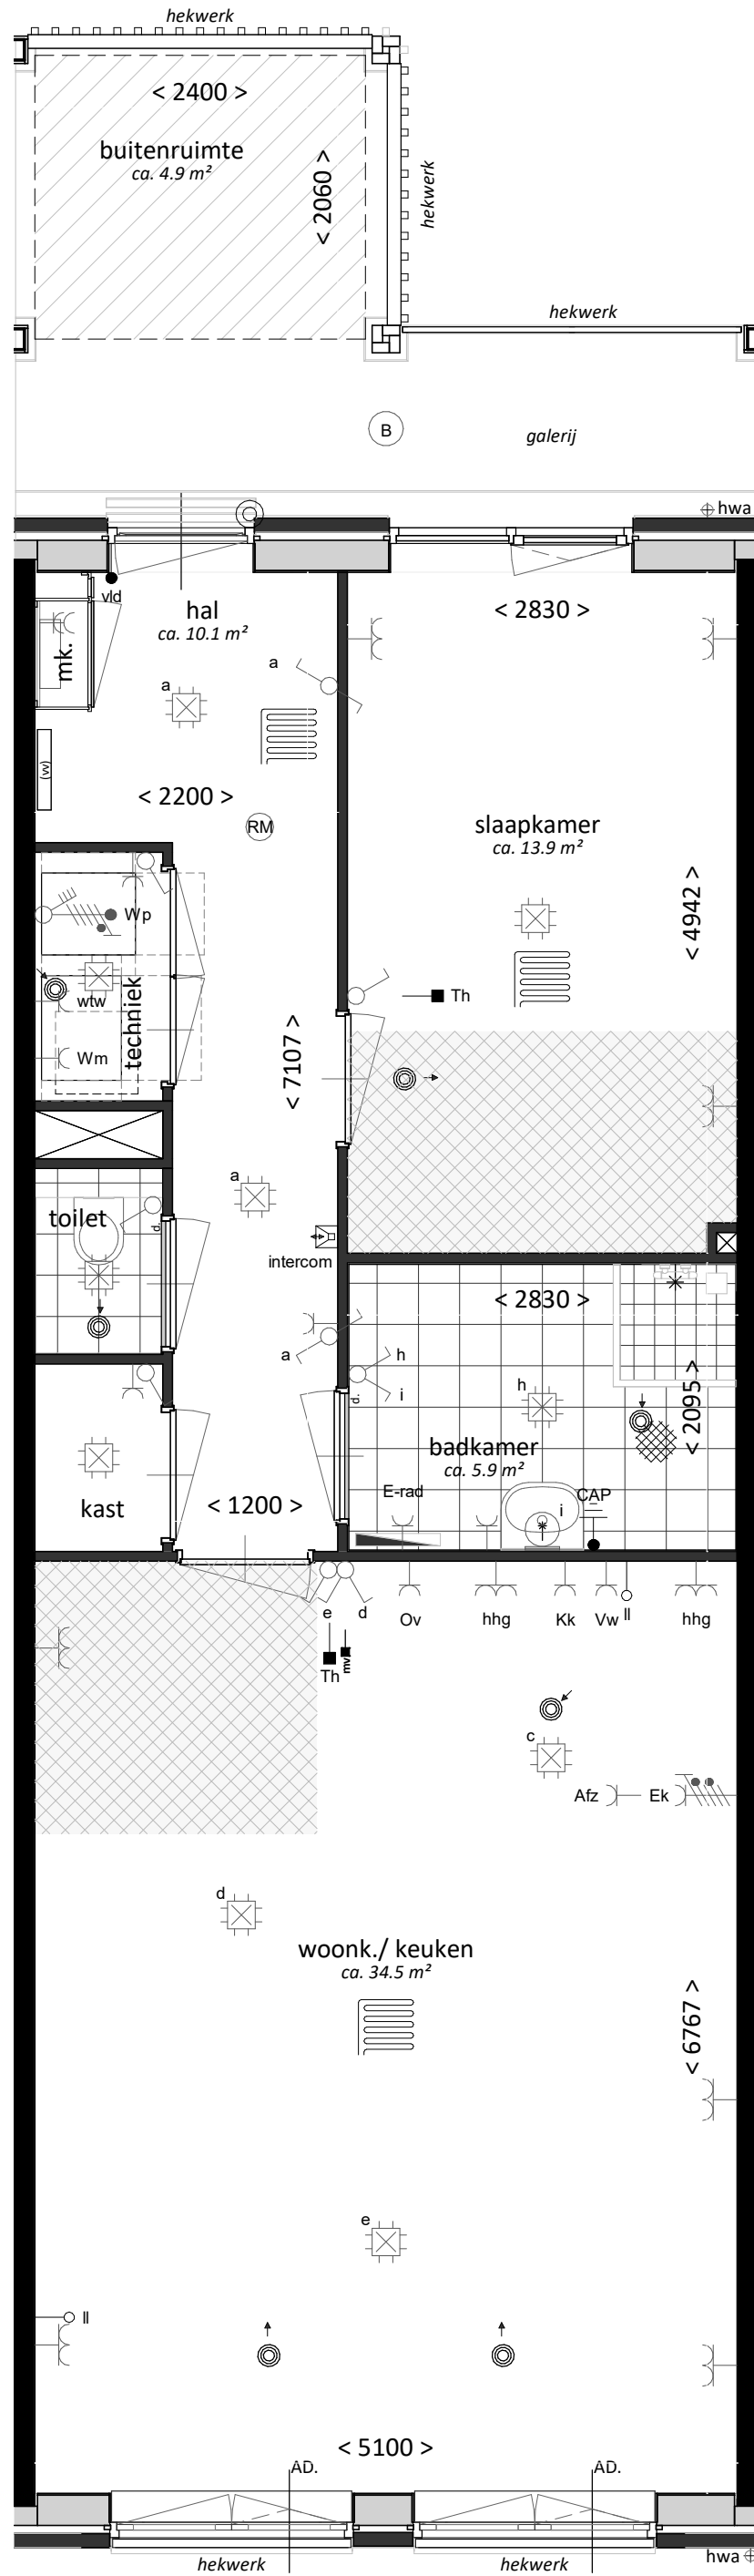 hekwerk
< 2400 >
buitenruimte
ca. 4.9 m²
< 2060 >
hekwerk
hekwerk
B
galerij
hwa
vld
hal
ca. 10.1 m²
< 2830 >
mk.
a
a
(vv)
< 2200 >
RM
slaapkamer
ca. 13.9 m²
< 4942 >
Wp
wtw
techniek
Wm
Th
< 7107 >
a
toilet
d.
intercom
< 2830 >
a
h
i
d.
h
< 2095 >
badkamer
ca. 5.9 m²
E-rad
CAP
i
kast
< 1200 >
e
d
Ov
hhg
Kk
Vw
ll
hhg
Th
mv
c
Afz
Ek
d
woonk./ keuken
ca. 34.5 m²
< 6767 >
e
ll
< 5100 >
AD.
AD.
hekwerk
hekwerk
hwa